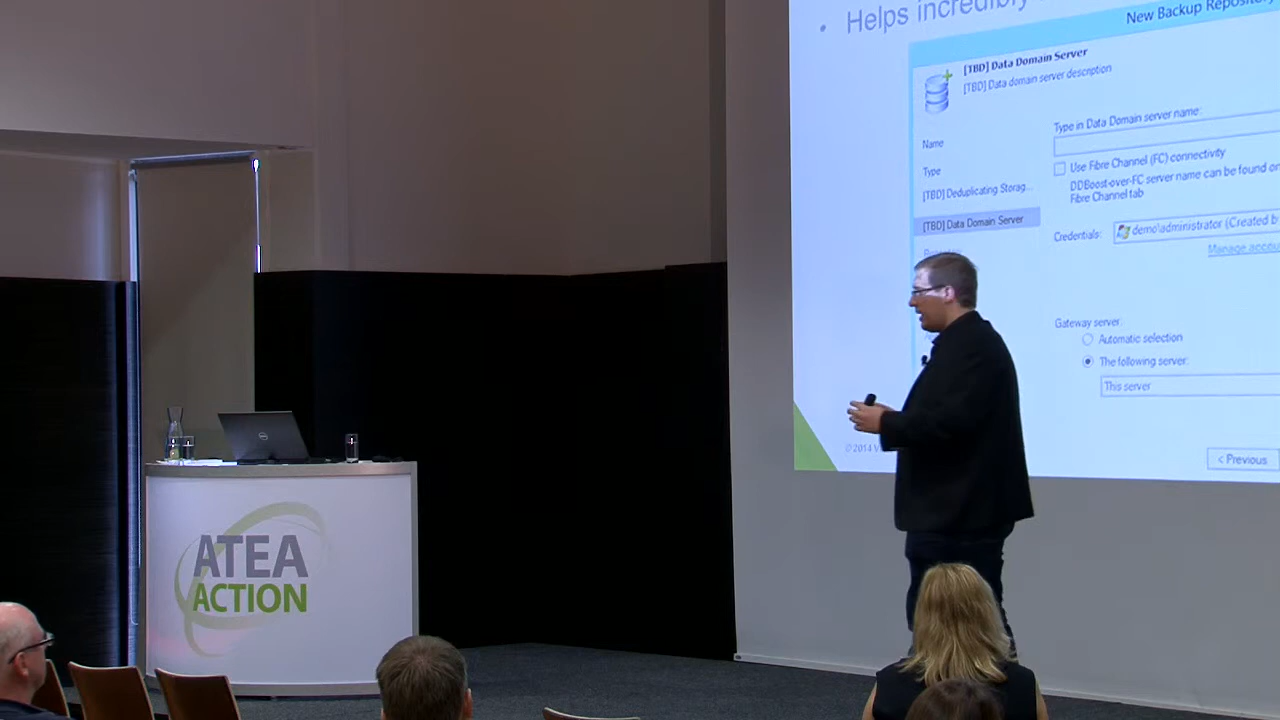 • Helps incredibly
New Backup Repository
[TBD] Data Domain Server
[TBD] Data domain server description
Name
Type
[TBD] Deduplicating Storag...
[TBD] Data Domain Server
Type in Data Domain server name:
Use Fibre Channel (FC) connectivity
DDBoost-over-FC server name can be found on
Fibre Channel tab
Credentials:
demo\administrator (Created b
Manage accou
Gateway server:
Automatic selection
The following server:
This server
< Previous
© 2014 V
ATEA
ACTION
DELL